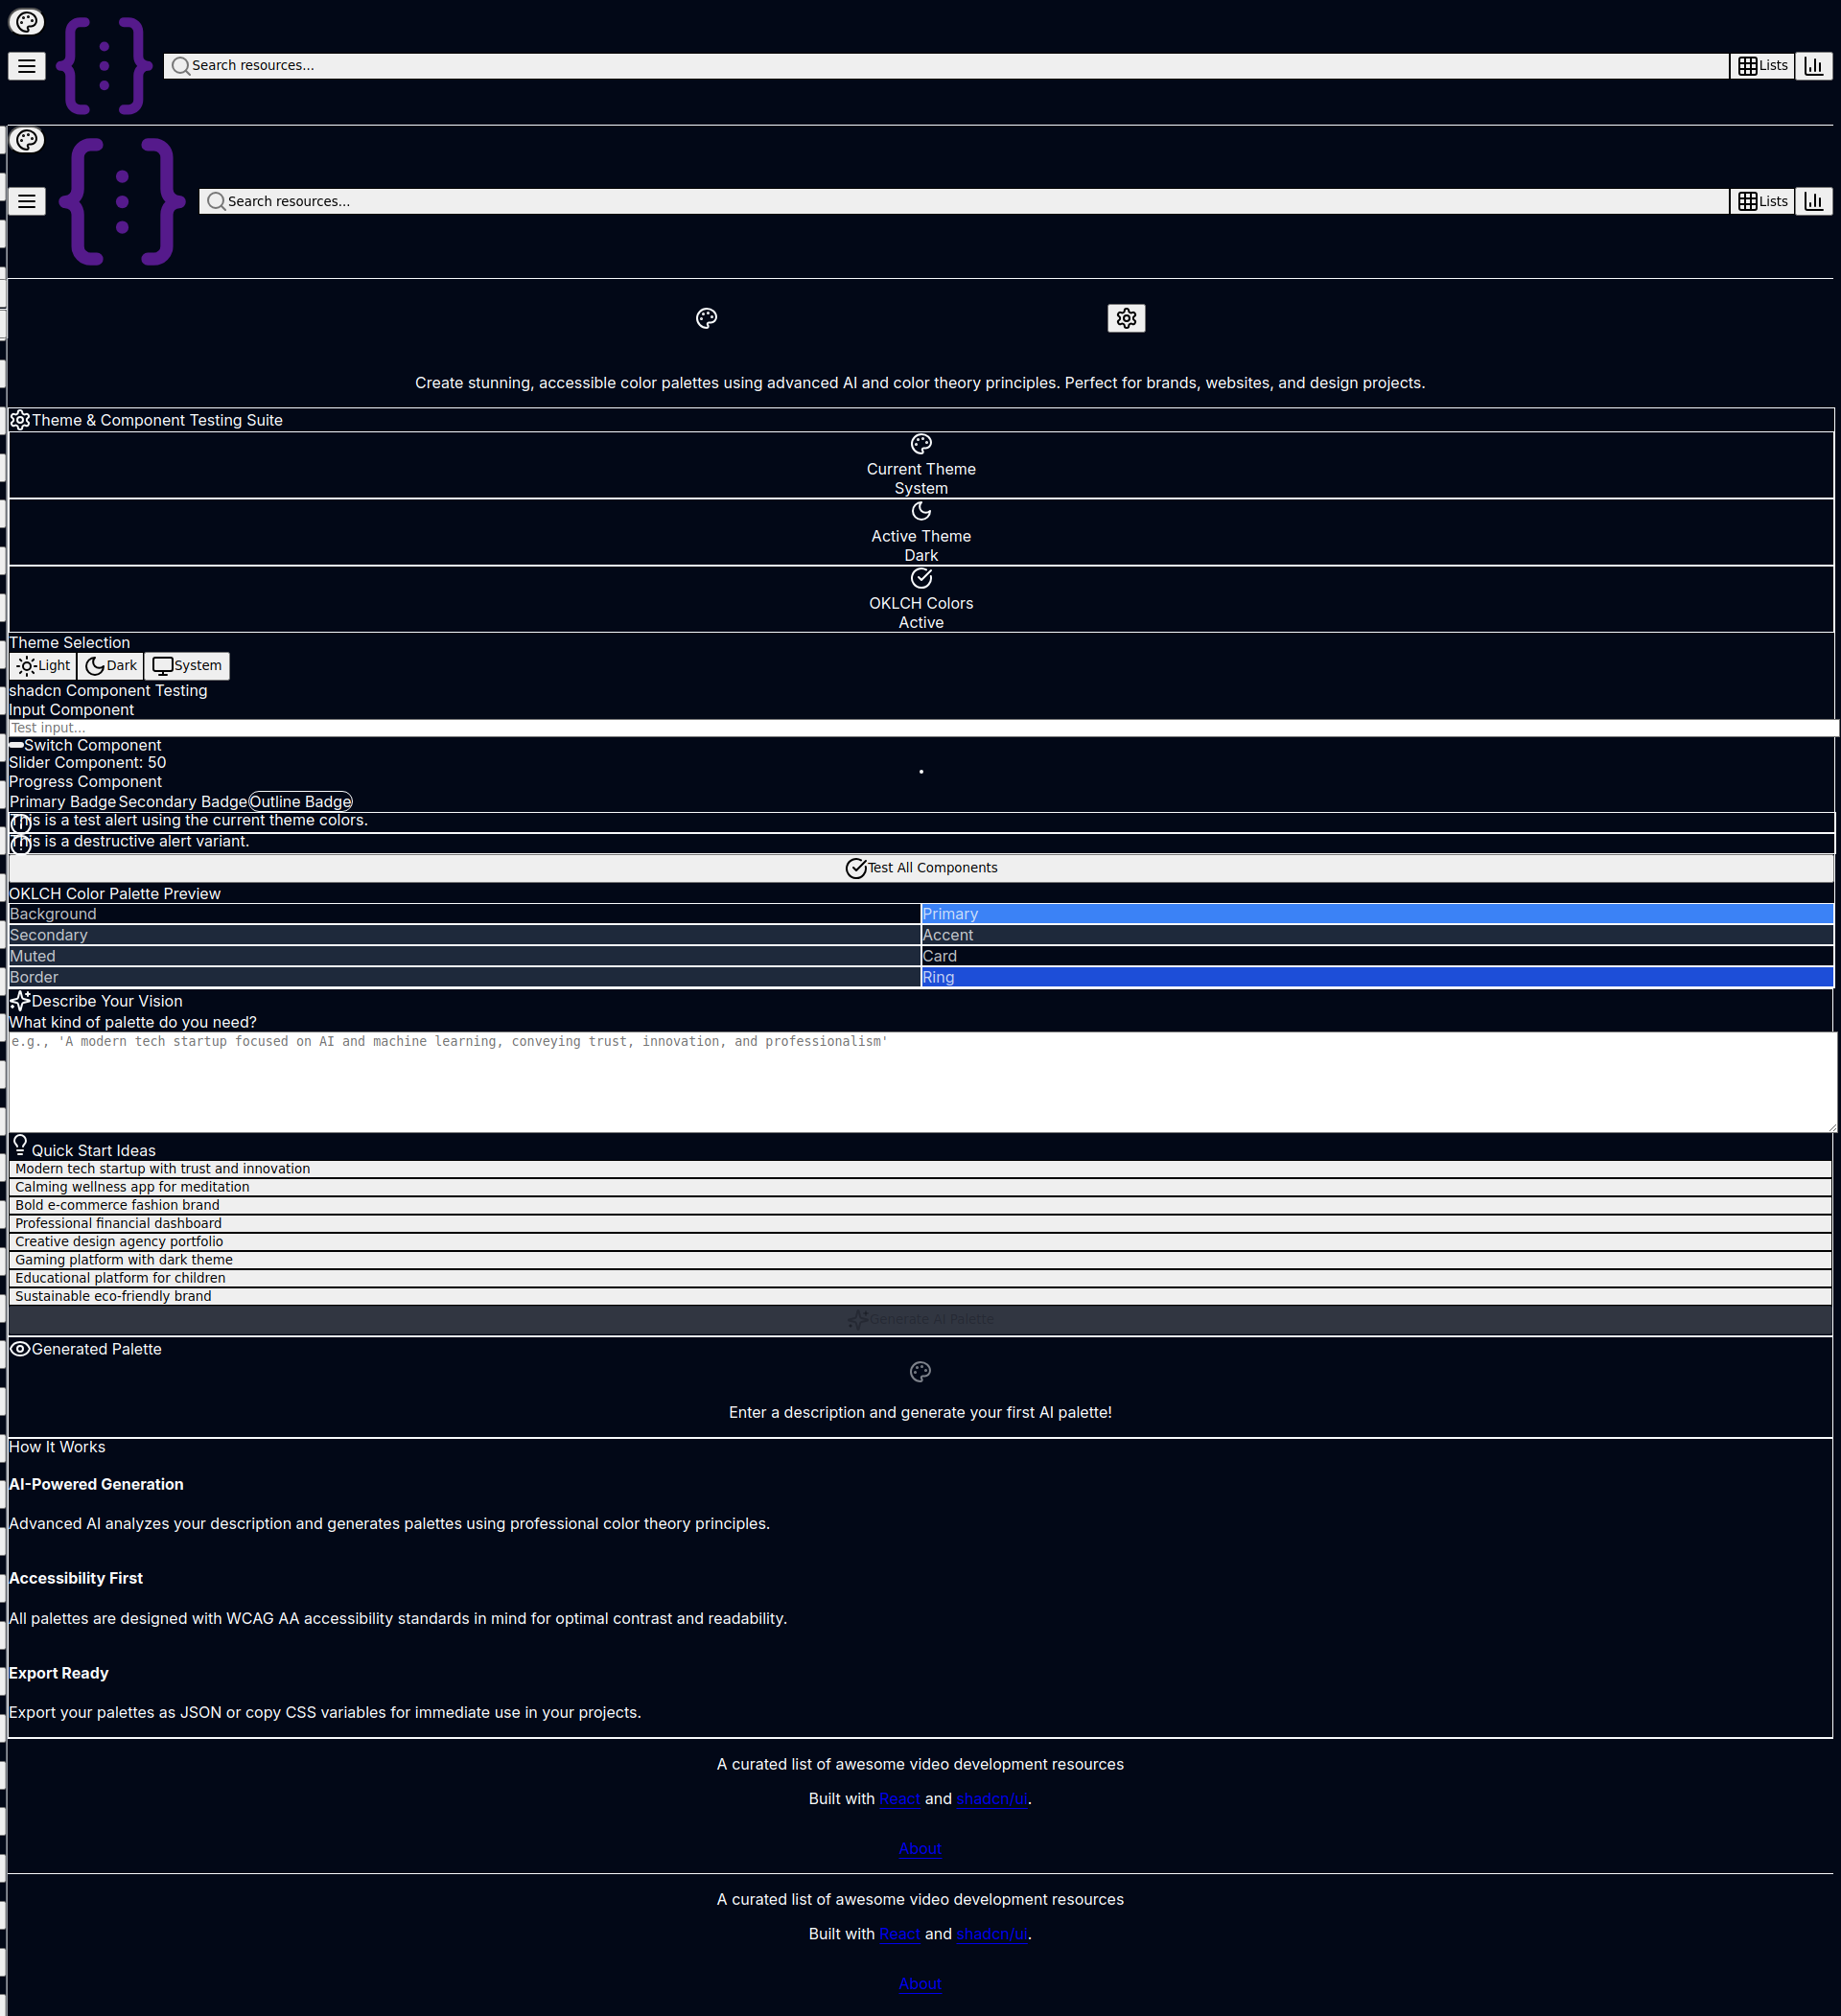 Search resources...
Lists
Search resources...
Lists
Create stunning, accessible color palettes using advanced AI and color theory principles. Perfect for brands, websites, and design projects.
Theme & Component Testing Suite
Current Theme
System
Active Theme
Dark
OKLCH Colors
Active
Theme Selection
Light Dark System
shadcn Component Testing
Input Component
Test input...
Switch Component
Slider Component: 50
Progress Component
Primary Badge Secondary Badge Outline Badge
This is a test alert using the current theme colors.
This is a destructive alert variant.
Test All Components
OKLCH Color Palette Preview
Background Primary
Secondary Accent
Muted Card
Border Ring
Describe Your Vision
What kind of palette do you need?
e.g., 'A modern tech startup focused on AI and machine learning, conveying trust, innovation, and professionalism'
Quick Start Ideas
Modern tech startup with trust and innovation
Calming wellness app for meditation
Bold e-commerce fashion brand
Professional financial dashboard
Creative design agency portfolio
Gaming platform with dark theme
Educational platform for children
Sustainable eco-friendly brand
Generate AI Palette
Generated Palette
Enter a description and generate your first AI palette!
How It Works
AI-Powered Generation
Advanced AI analyzes your description and generates palettes using professional color theory principles.
Accessibility First
All palettes are designed with WCAG AA accessibility standards in mind for optimal contrast and readability.
Export Ready
Export your palettes as JSON or copy CSS variables for immediate use in your projects.
A curated list of awesome video development resources
Built with React and shadcn/ui.
About
A curated list of awesome video development resources
Built with React and shadcn/ui.
About